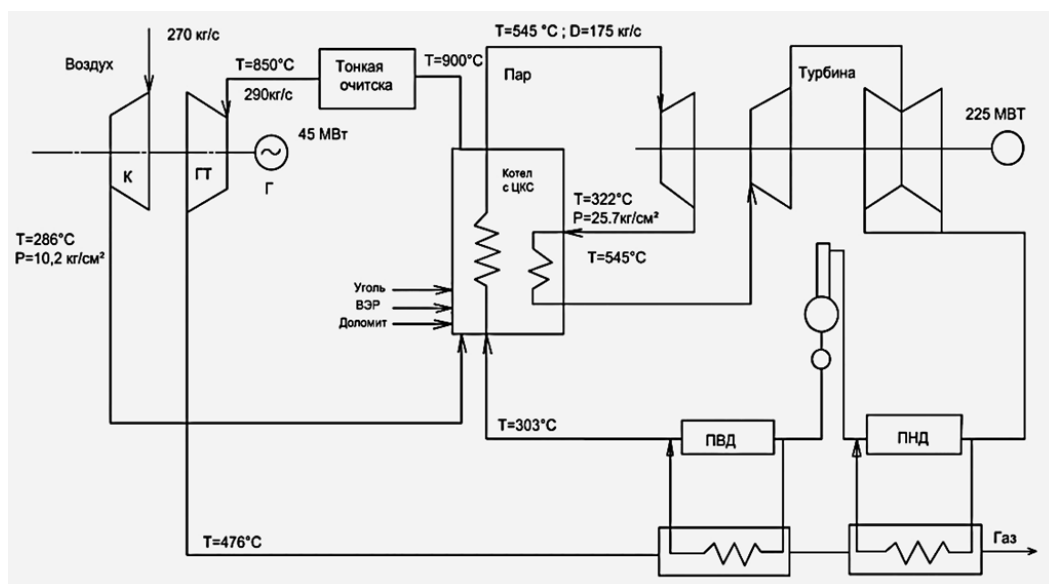 270 кг/с
Воздух
T=850°C
290кг/с
Тонкая
очитска
T=900°C
T=545 °C ; D=175 кг/с
Пар
Турбина
225 МВТ
45 МВт
Г
К
ГТ
Котел
с ЦКС
T=322°C
P=25.7кг/см²
T=545°C
T=286°C
P=10,2 кг/см²
Уголь
ВЭР
Доломит
T=303°C
ПВД
ПНД
T=476°C
Газ